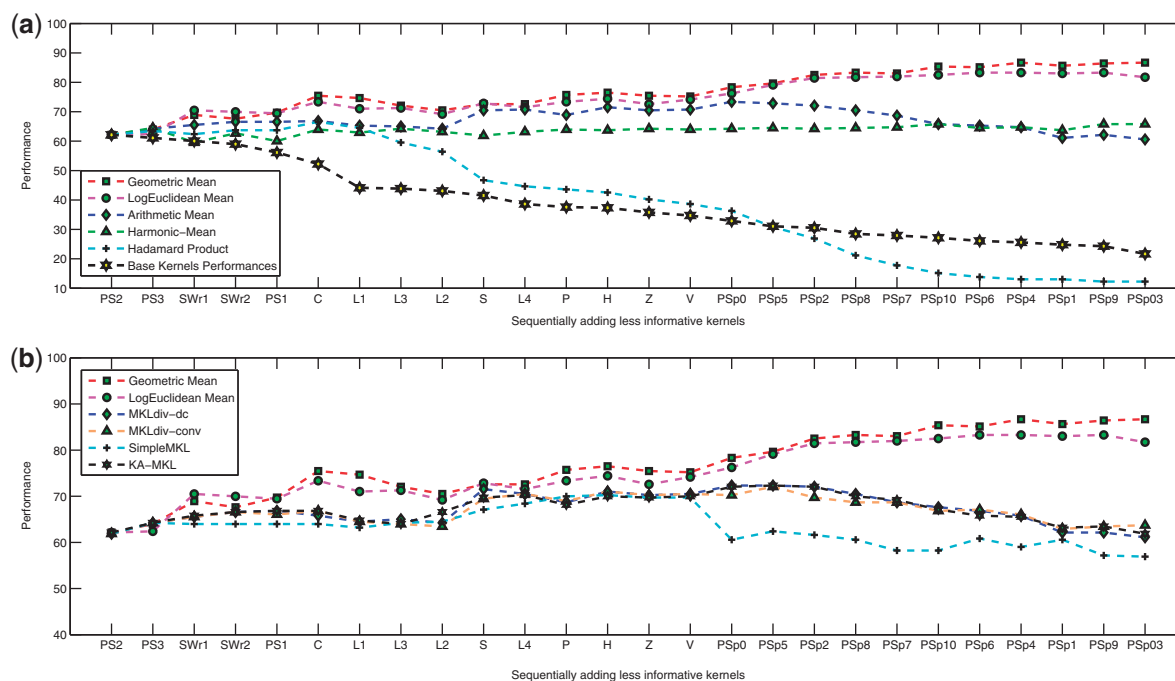 (a)
100
90
80
70
60
50
40
30
20
10
Performance
Geometric Mean
LogEuclidean Mean
Arithmetic Mean
Harmonic-Mean
Hadamard Product
Base Kernels Performances
PS2 PS3 SWr1 SWr2 PS1 C L1 L3 L2 S L4 P H Z V PSp0 PSp5 PSp2 PSp8 PSp7 PSp10 PSp6 PSp4 PSp1 PSp9 PSp03
Sequentially adding less informative kernels
(b)
100
90
80
70
60
50
40
Performance
Geometric Mean
LogEuclidean Mean
MKLdiv-dc
MKLdiv-conv
SimpleMKL
KA-MKL
PS2 PS3 SWr1 SWr2 PS1 C L1 L3 L2 S L4 P H Z V PSp0 PSp5 PSp2 PSp8 PSp7 PSp10 PSp6 PSp4 PSp1 PSp9 PSp03
Sequentially adding less informative kernels